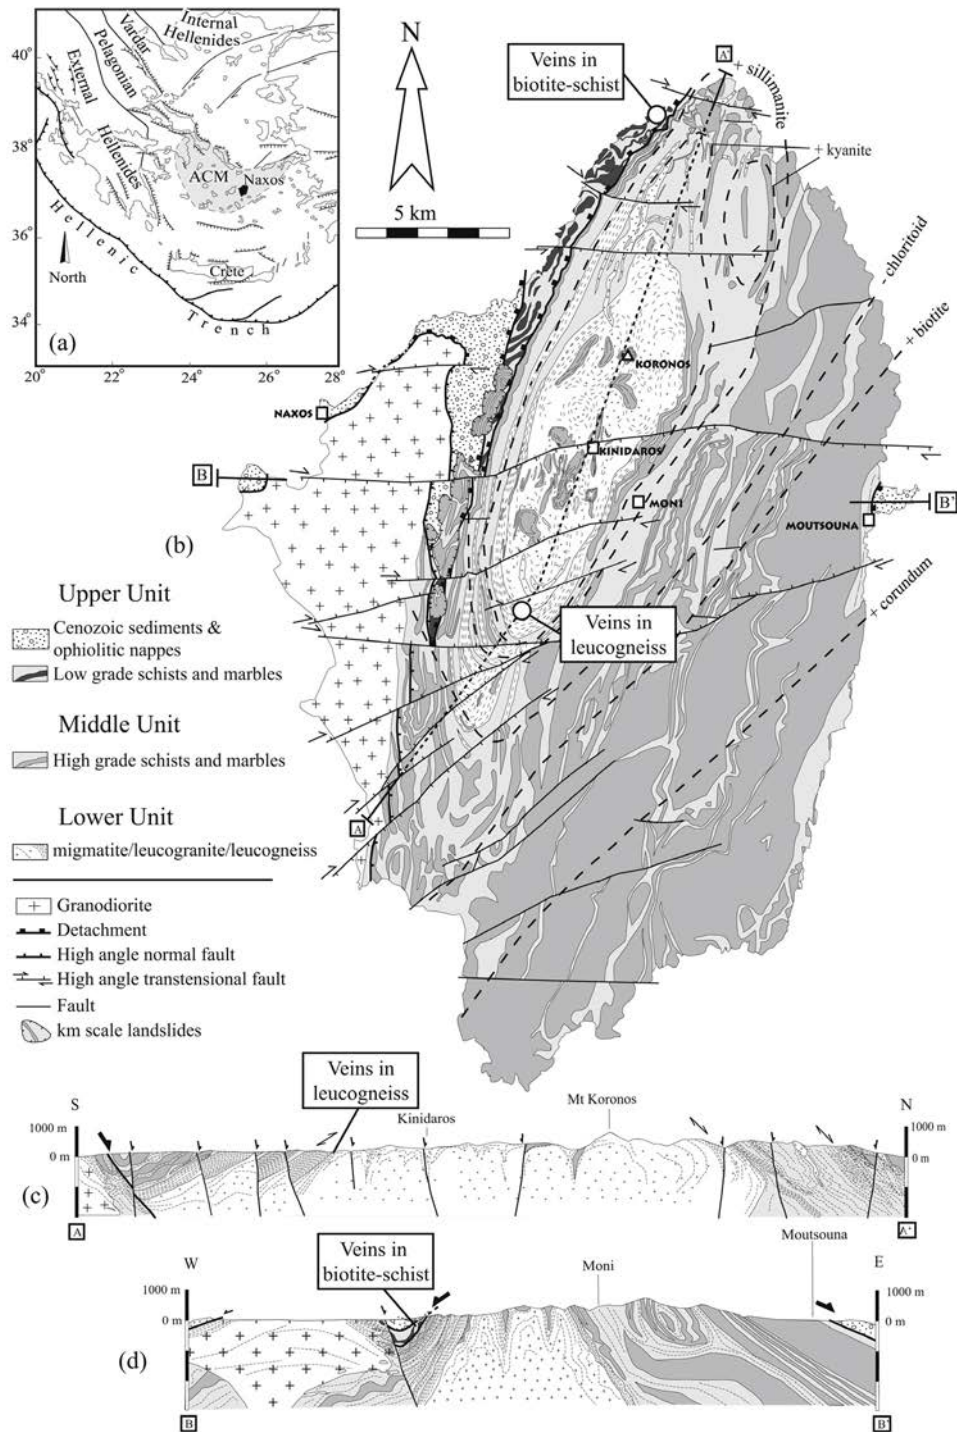 40°
38°
36°
34°
20°
22°
24°
26°
28°
Internal
Hellenides
Vardar
Pelagonian
External
Hellenides
ACM
Naxos
Crete
Hellenic
Trench
North
(a)
N
5 km
Veins in
biotite-schist
A'
+ sillimanite
+ kyanite
- chloritoid
+ biotite
+ corundum
KORONOS
NAXOS
KINIDAROS
MONI
MOUTSOUNA
B
B'
(b)
Veins in
leucogneiss
A
Upper Unit
Cenozoic sediments &
ophiolitic nappes
Low grade schists and marbles
Middle Unit
High grade schists and marbles
Lower Unit
migmatite/leucogranite/leucogneiss
Granodiorite
Detachment
High angle normal fault
High angle transtensional fault
Fault
km scale landslides
Veins in
leucogneiss
S
Kinidaros
Mt Koronos
N
1000 m
0 m
1000 m
0 m
(c)
A
A'
Veins in
biotite-schist
W
Moni
Moutsouna
E
1000 m
0 m
1000 m
0 m
(d)
B
B'